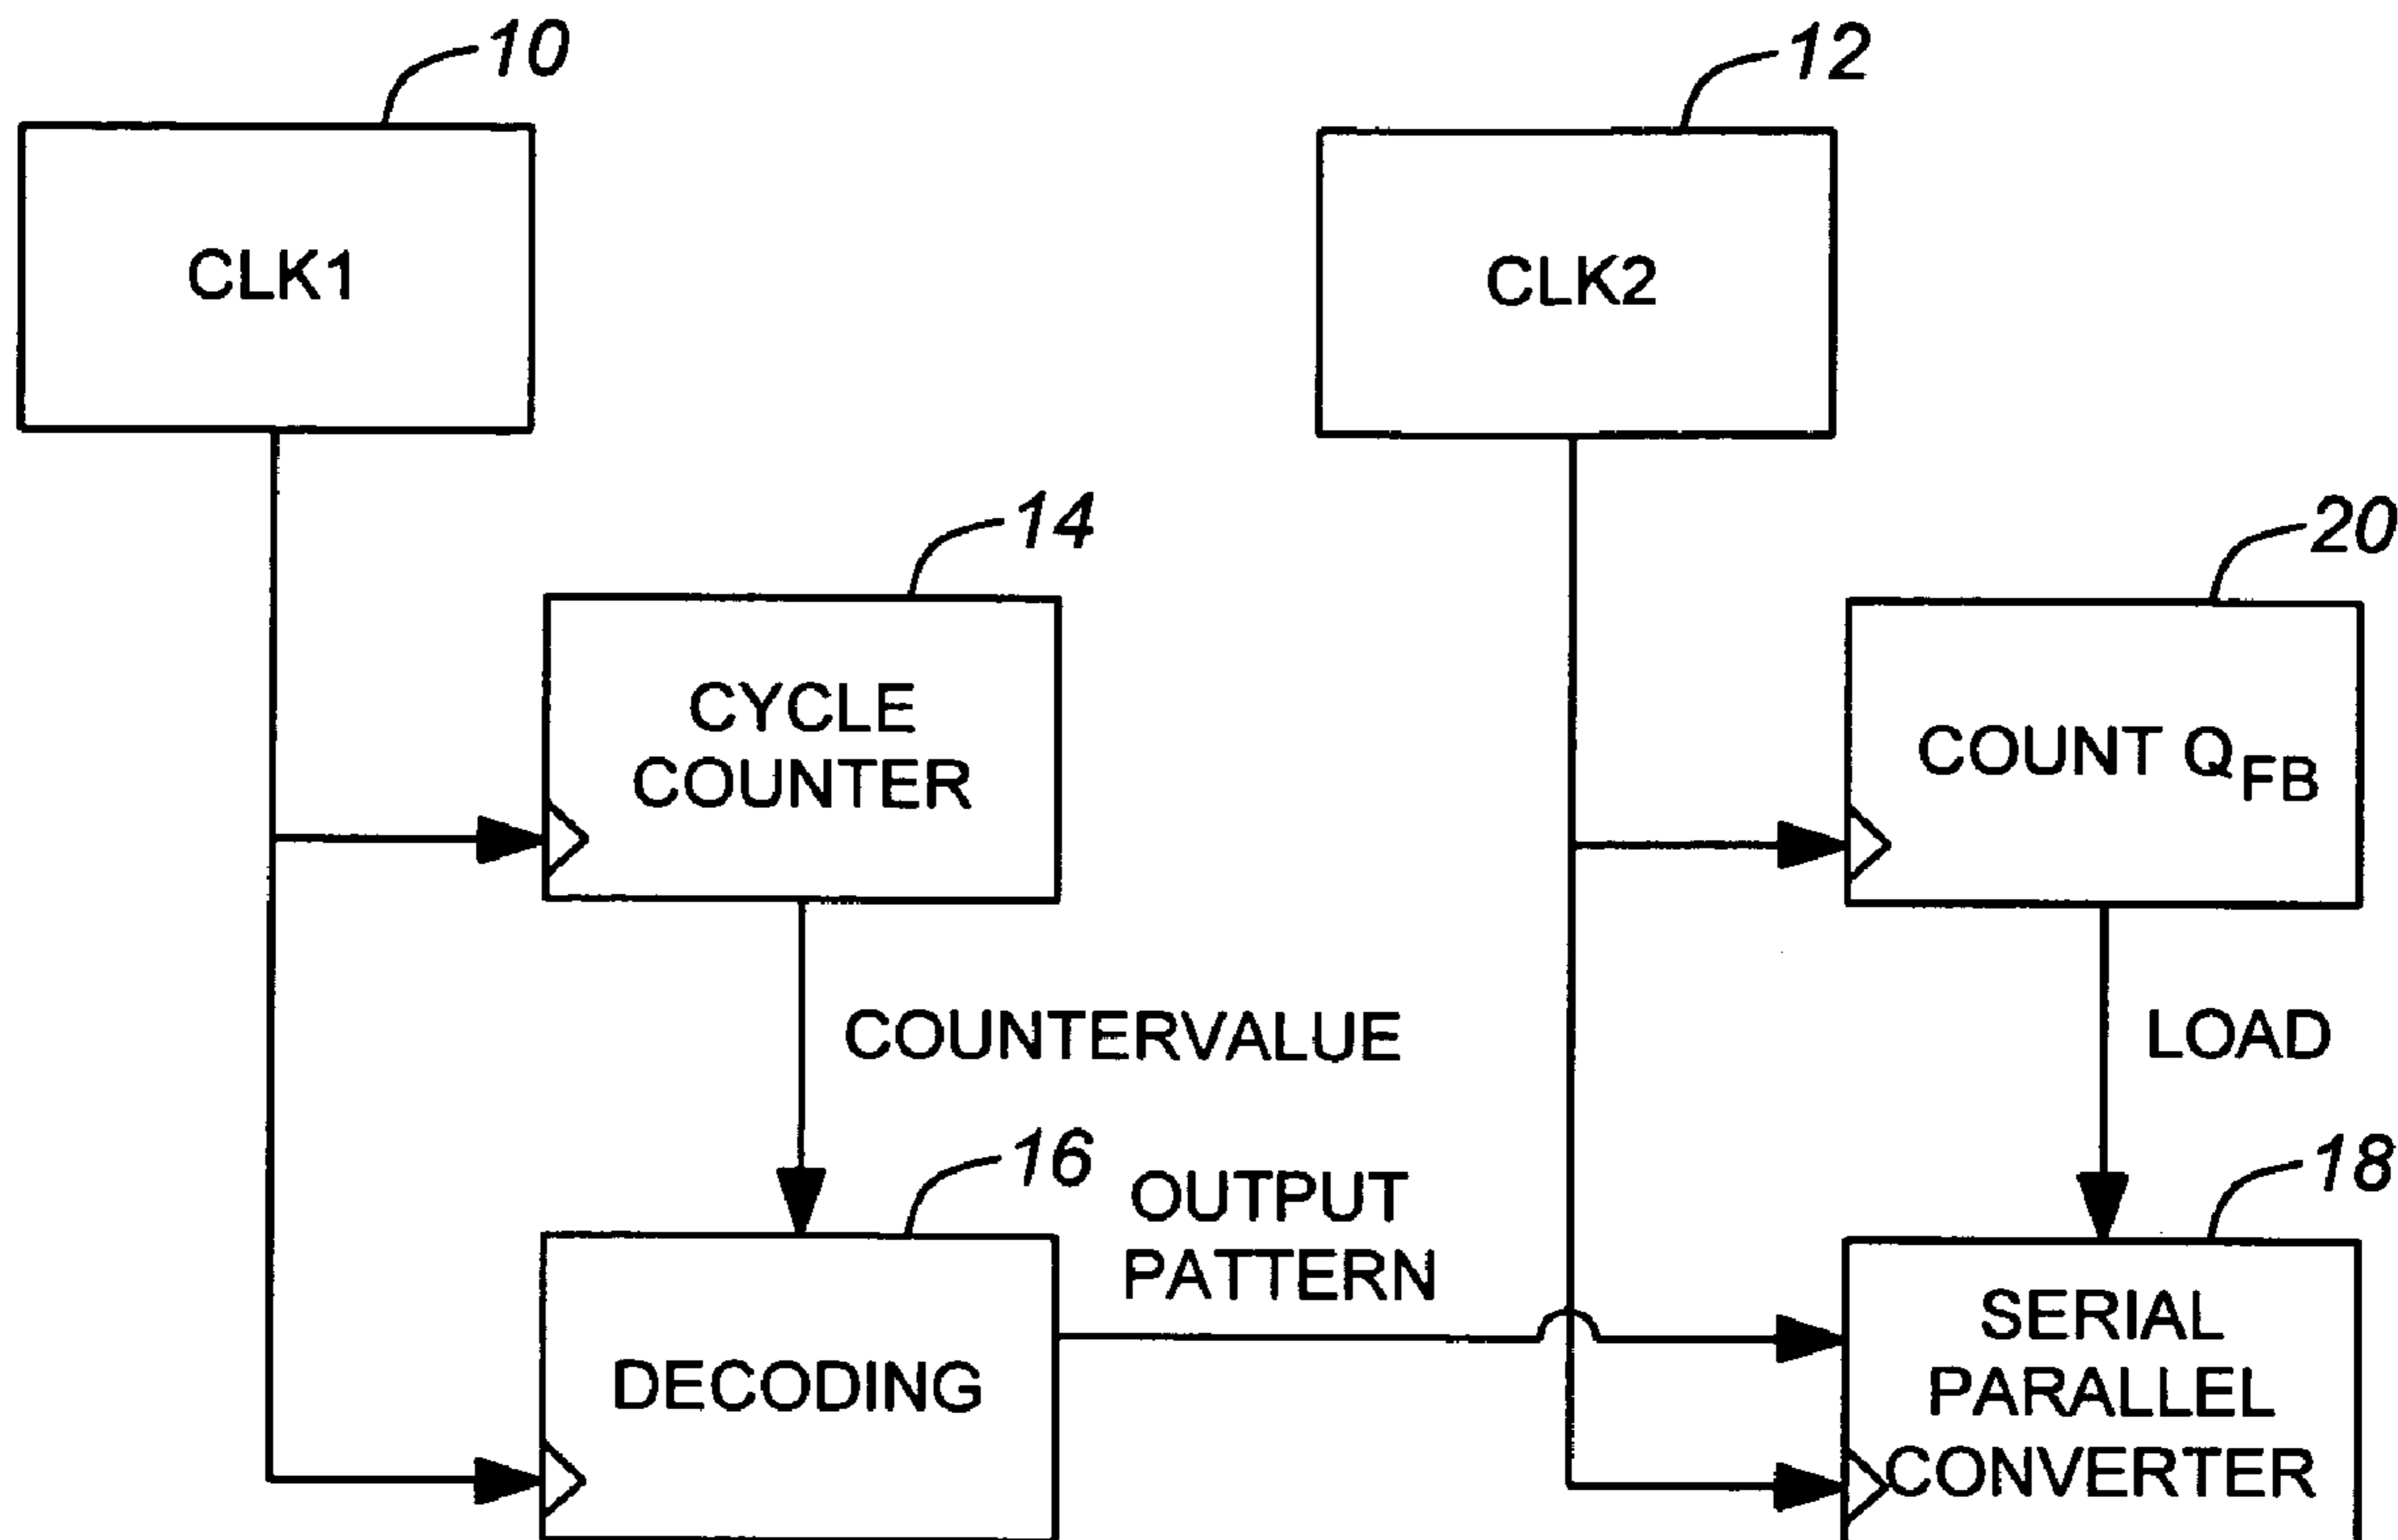 10
12
CLK1
CLK2
14
20
CYCLE
COUNTER
COUNT QFB
COUNTERVALUE
LOAD
16
18
OUTPUT
PATTERN
DECODING
SERIAL
PARALLEL
CONVERTER